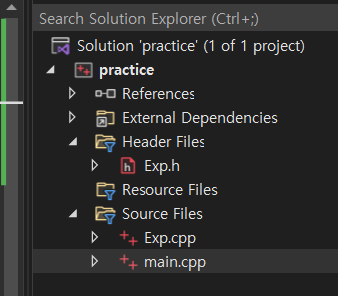 Search Solution Explorer (Ctrl+;)
Solution 'practice' (1 of 1 project)
practice
References
External Dependencies
Header Files
Exp.h
Resource Files
Source Files
Exp.cpp
main.cpp